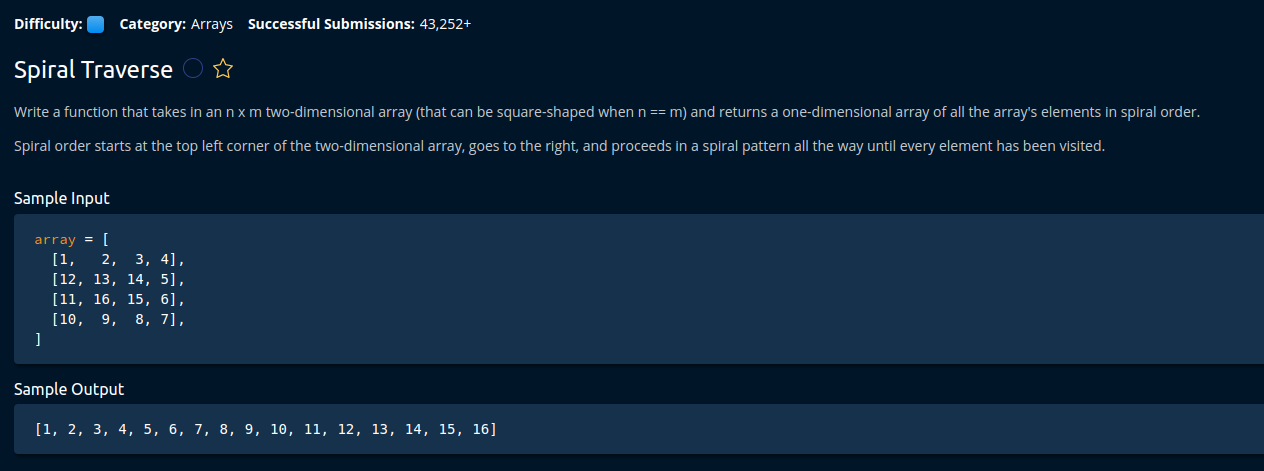 Difficulty: Category: Arrays Successful Submissions: 43,252+
Spiral Traverse
Write a function that takes in an n x m two-dimensional array (that can be square-shaped when n == m) and returns a one-dimensional array of all the array's elements in spiral order.
Spiral order starts at the top left corner of the two-dimensional array, goes to the right, and proceeds in a spiral pattern all the way until every element has been visited.
Sample Input
array = [
  [1,   2,  3, 4],
  [12, 13, 14, 5],
  [11, 16, 15, 6],
  [10,  9,  8, 7],
]
Sample Output
[1, 2, 3, 4, 5, 6, 7, 8, 9, 10, 11, 12, 13, 14, 15, 16]